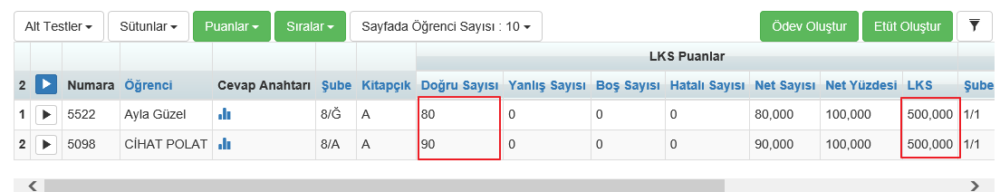 Alt Testler Sütunlar Puanlar Sıralar Sayfada Öğrenci Sayısı : 10 Ödev Oluştur Etüt Oluştur
LKS Puanlar
2 Numara Öğrenci Cevap Anahtarı Şube Kitapçık Doğru Sayısı Yanlış Sayısı Boş Sayısı Hatalı Sayısı Net Sayısı Net Yüzdesi LKS Şube
1 5522 Ayla Güzel 8/Ğ A 80 0 0 0 80,000 100,000 500,000 1/1
2 5098 CİHAT POLAT 8/A A 90 0 0 0 90,000 100,000 500,000 1/1